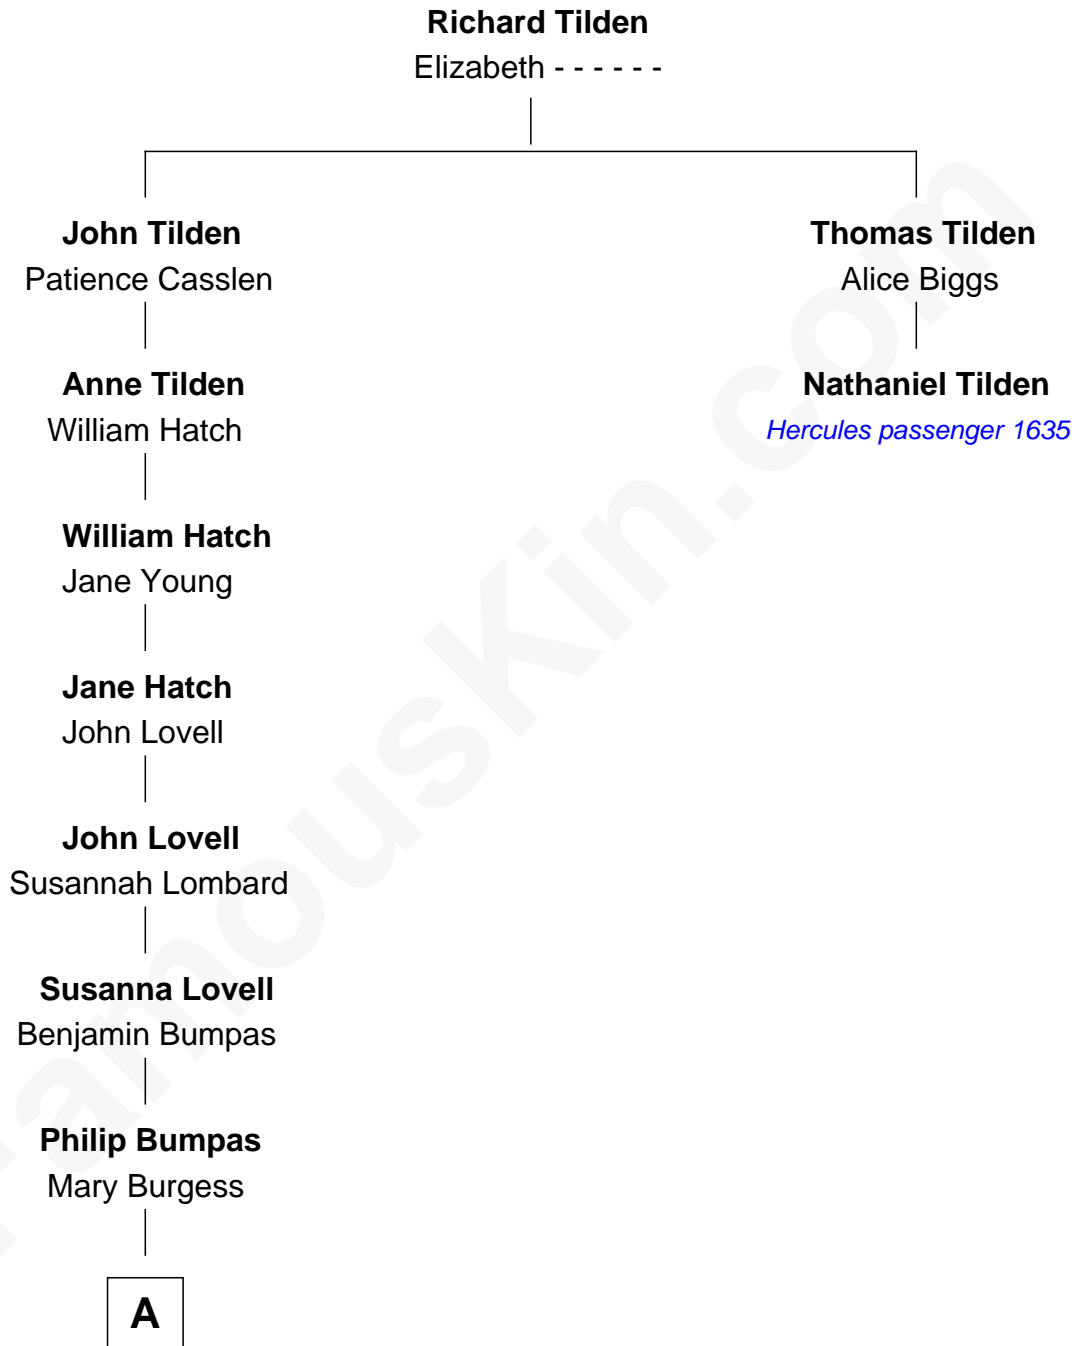 Richard Tilden
Elizabeth - - - - - -
John Tilden
Patience Casslen
Thomas Tilden
Alice Biggs
Anne Tilden
William Hatch
Nathaniel Tilden
Hercules passenger 1635
William Hatch
Jane Young
Jane Hatch
John Lovell
John Lovell
Susannah Lombard
Susanna Lovell
Benjamin Bumpas
Philip Bumpas
Mary Burgess
A
FamousKin.com